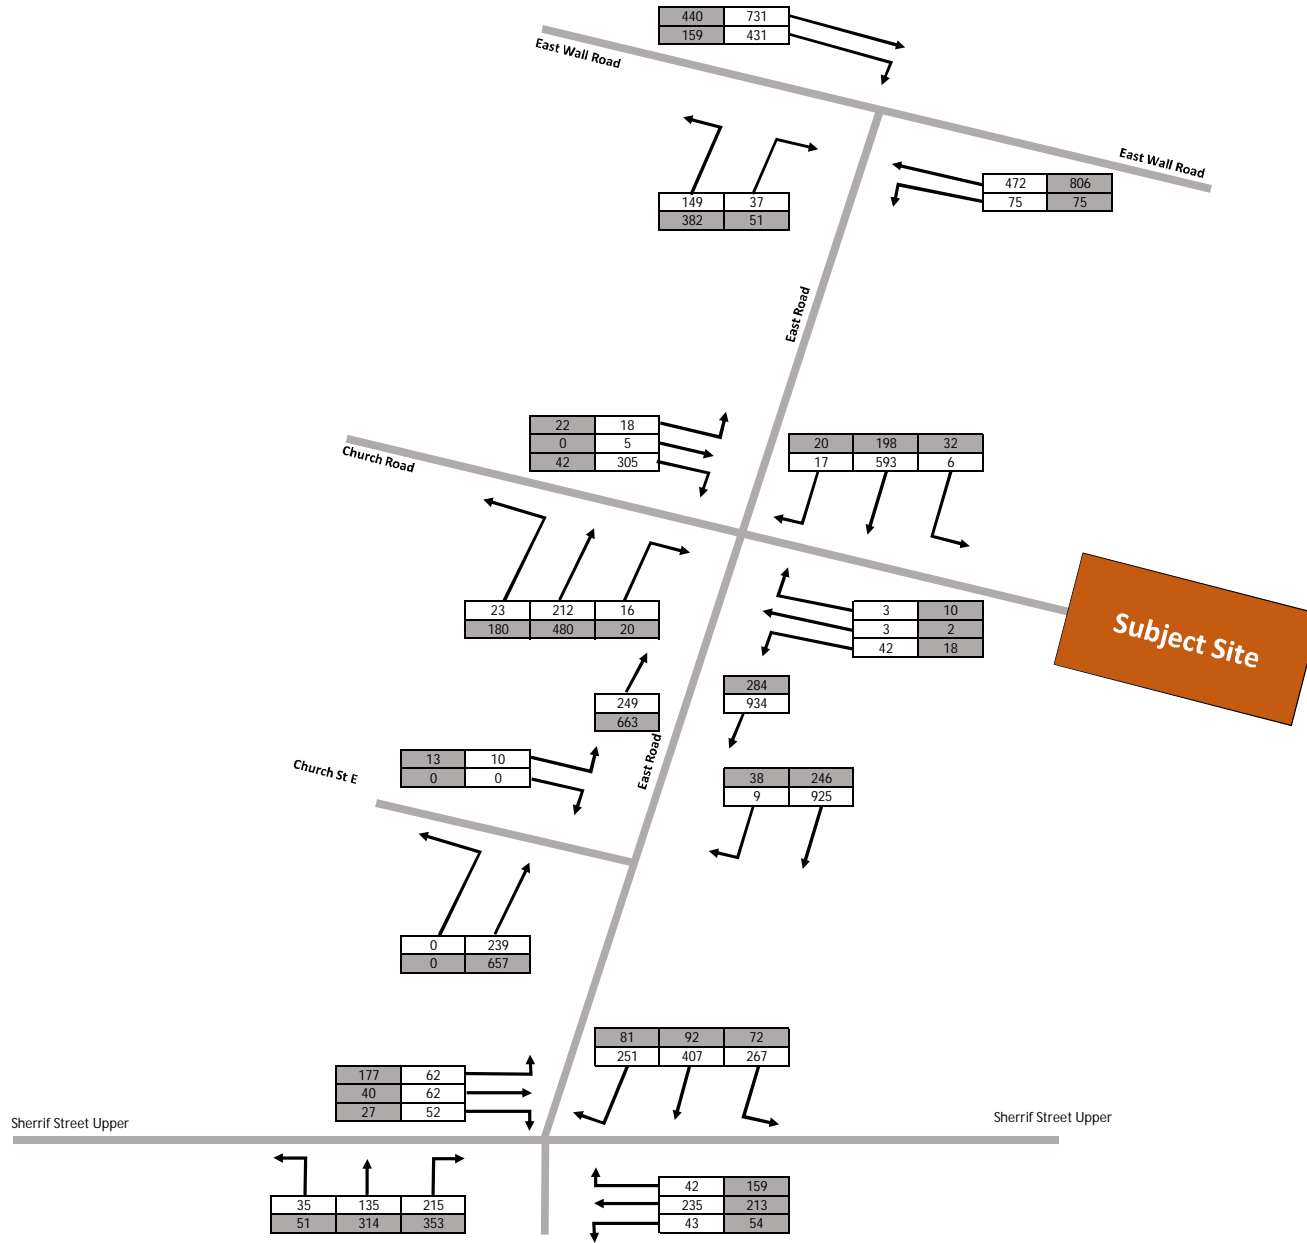 440 731
159 431
East Wall Road
East Wall Road
472 806
75 75
149 37
382 51
East Road
22 18
0 5
42 305
20 198 32
17 593 6
Church Road
23 212 16
180 480 20
3 10
3 2
42 18
Subject Site
249
663
284
934
East Road
13 10
0 0
Church St E
38 246
9 925
0 239
0 657
81 92 72
251 407 267
177 62
40 62
27 52
Sherrif Street Upper
Sherrif Street Upper
35 135 215
51 314 353
42 159
235 213
43 54